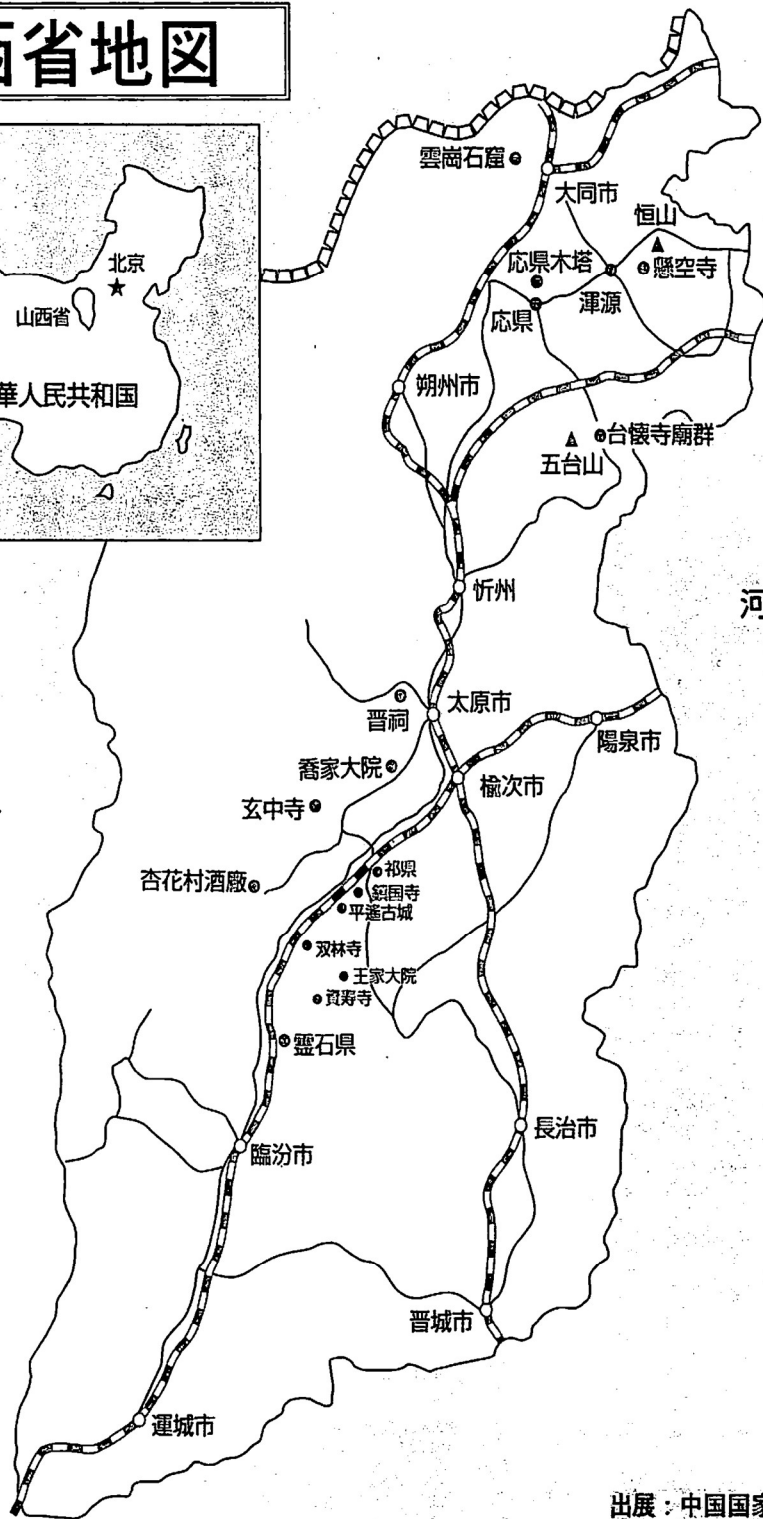 西省地図
北京
山西省
華人民共和国
雲崗石窟
大同市
恒山
懸空寺
応県木塔
応県
渾源
朔州市
台懐寺廟群
五台山
忻州
河
太原市
晋祠
陽泉市
喬家大院
楡次市
玄中寺
杏花村酒廠
祁県
鎮国寺
平遙古城
双林寺
王家大院
資寿寺
霊石県
長治市
臨汾市
晋城市
運城市
出展：中国国家